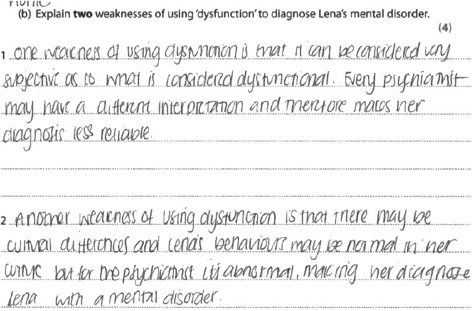 (b) Explain two weaknesses of using 'dysfunction' to diagnose Lena's mental disorder.
(4)
1 One weakness of using dysfunction is that it can be considered very
subjective as to what is considered dysfunctional. Every psychiatrist
may have a different interpretation and therefore makes her
diagnosis less reliable.
2 Another weakness of using dysfunction is that there may be
cultural differences and Lena's behaviours may be normal in her
culture but for the psychiatrist its abnormal, making her diagnose
Lena with a mental disorder.